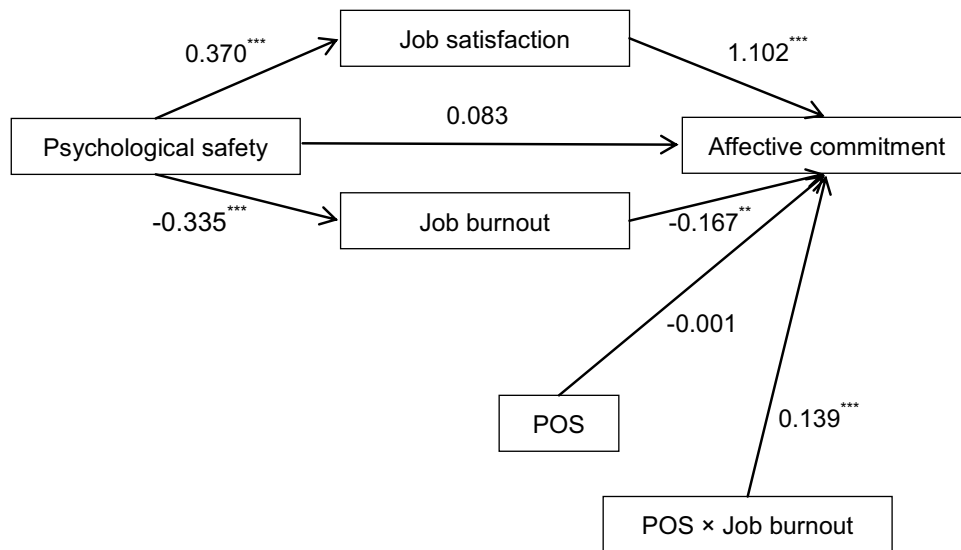 Job satisfaction
0.370***
1.102***
0.083
Psychological safety
Affective commitment
-0.335***
Job burnout
-0.167**
-0.001
POS
0.139***
POS × Job burnout